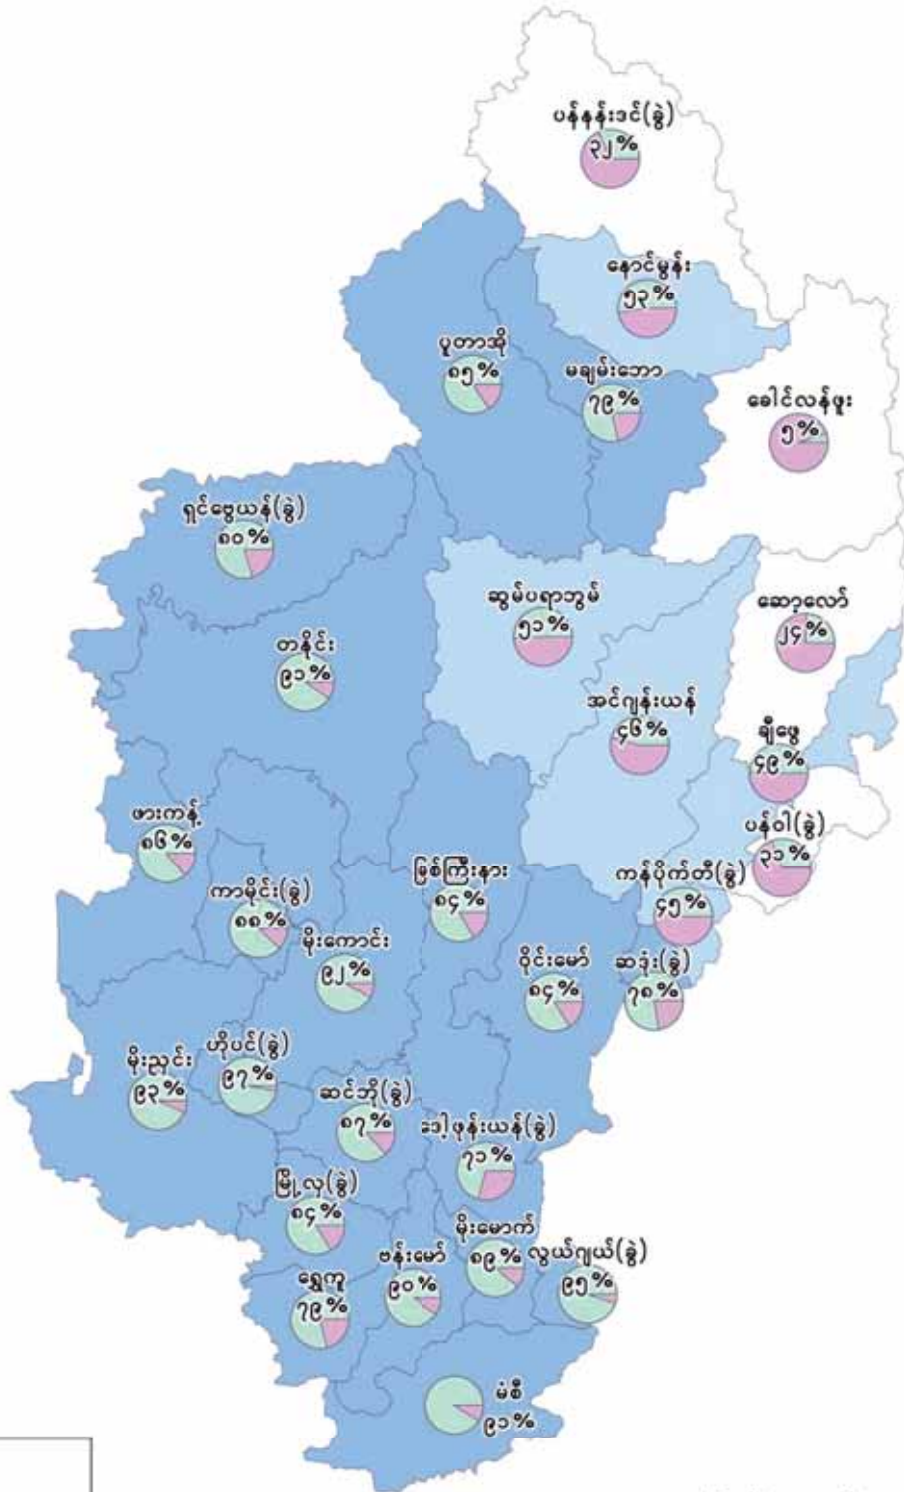 ပန်နန်းဒင်(ခွဲ)
၃၂%
နောင်မွန်း
၅၃%
ပူတာအို
၈၅%
မချမ်းဘော
၇၉%
ခေါင်လန်ဖူး
၅%
ရှင်ဗွေယန်(ခွဲ)
၈၀%
ဆွမ်ပရာဘွမ်
၅၁%
ဆော့လော်
၂၄%
တနိုင်း
၉၁%
အင်ဂျန်းယန်
၄၆%
ချီဖွေ
၄၉%
ဖားကန့်
၈၆%
ပန်ဝါ(ခွဲ)
၃၁%
မြစ်ကြီးနား
၈၄%
ကန်ပိုက်တီ(ခွဲ)
၄၅%
ကာမိုင်း(ခွဲ)
၈၈%
မိုးကောင်း
၉၂%
ဝိုင်းမော်
၈၄%
ဆဒုံး(ခွဲ)
၇၈%
မိုးညှင်း
၉၃%
ဟိုပင်(ခွဲ)
၉၇%
ဆင်ဘို(ခွဲ)
၈၇%
ဒေါ့ဖုန်းယန်(ခွဲ)
၇၁%
မြို့လှ(ခွဲ)
၈၄%
မိုးမောက်
၈၉%
လွယ်ဂျယ်(ခွဲ)
၉၅%
ဗန်းမော်
၉၀%
ရွှေကူ
၇၉%
မံစီ
၉၁%